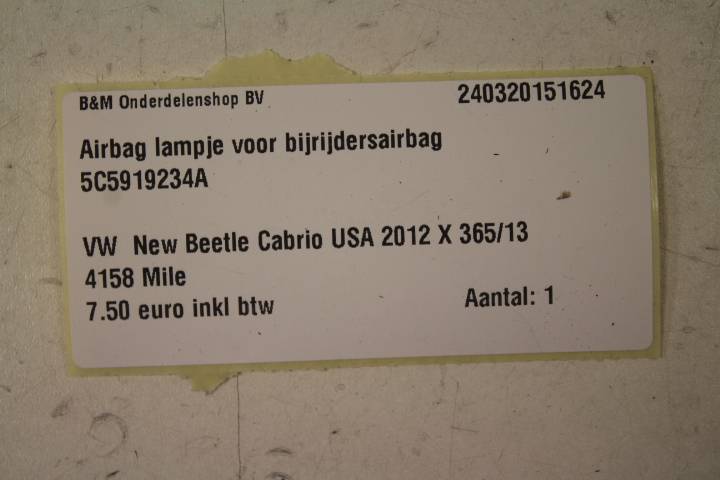 B&M Onderdelenshop BV 240320151624
Airbag lampje voor bijrijdersairbag
5C5919234A
VW New Beetle Cabrio USA 2012 X 365/13
4158 Mile
7.50 euro inkl btw Aantal: 1